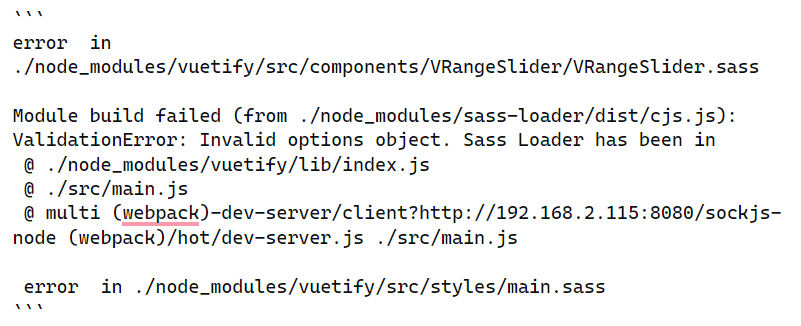 ```
error  in
./node_modules/vuetify/src/components/VRangeSlider/VRangeSlider.sass

Module build failed (from ./node_modules/sass-loader/dist/cjs.js):
ValidationError: Invalid options object. Sass Loader has been in
 @ ./node_modules/vuetify/lib/index.js
 @ ./src/main.js
 @ multi (webpack)-dev-server/client?http://192.168.2.115:8080/sockjs-
node (webpack)/hot/dev-server.js ./src/main.js

 error  in ./node_modules/vuetify/src/styles/main.sass
```